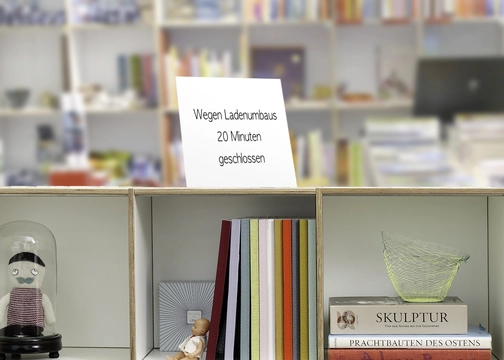 Wegen Ladenumbaus
20 Minuten
geschlossen
SKULPTUR
PRACHTBAUTEN DES OSTENS